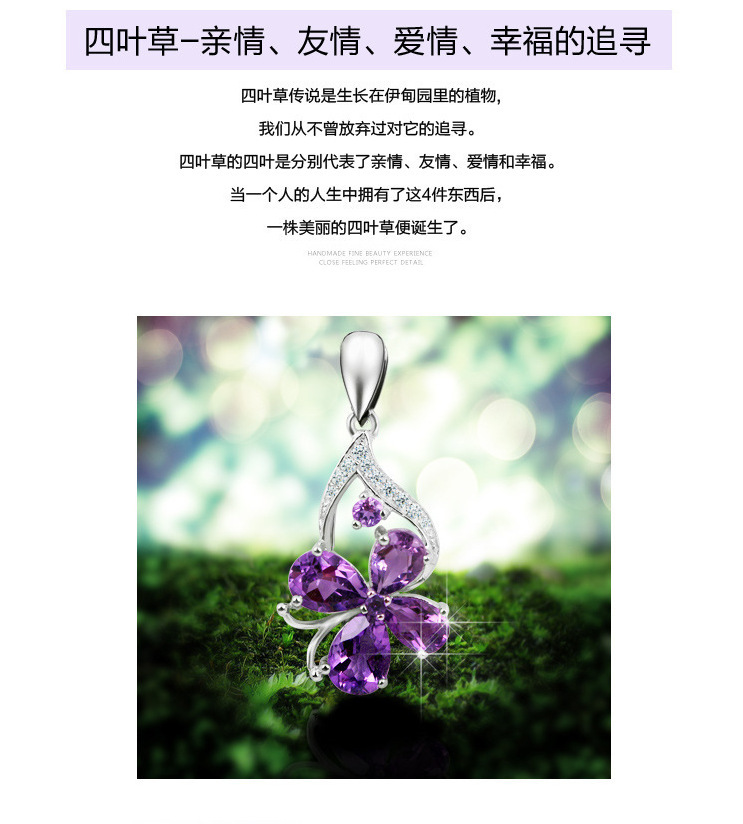 四叶草-亲情、友情、爱情、幸福的追寻
四叶草传说是生长在伊甸园里的植物，
我们从不曾放弃过对它的追寻。
四叶草的四叶是分别代表了亲情、友情、爱情和幸福。
当一个人的人生中拥有了这4件东西后，
一株美丽的四叶草便诞生了。
HANDMADE FINE BEAUTY EXPERIENCE
CLOSE FEELING PERFECT DETAIL